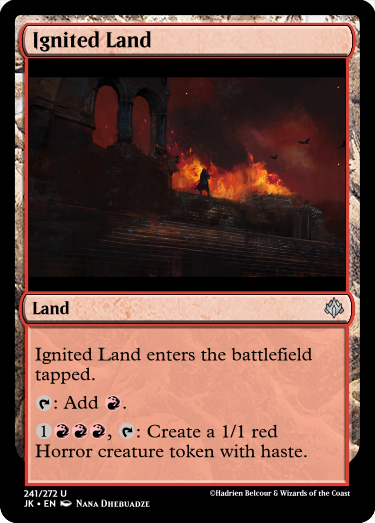 Ignited Land
Land
Ignited Land enters the battlefield
tapped.
: Add R.
1RRR, : Create a 1/1 red
Horror creature token with haste.
241/272 U
JK • EN Nana Dhebuadze
©Hadrien Belcour & Wizards of the Coast